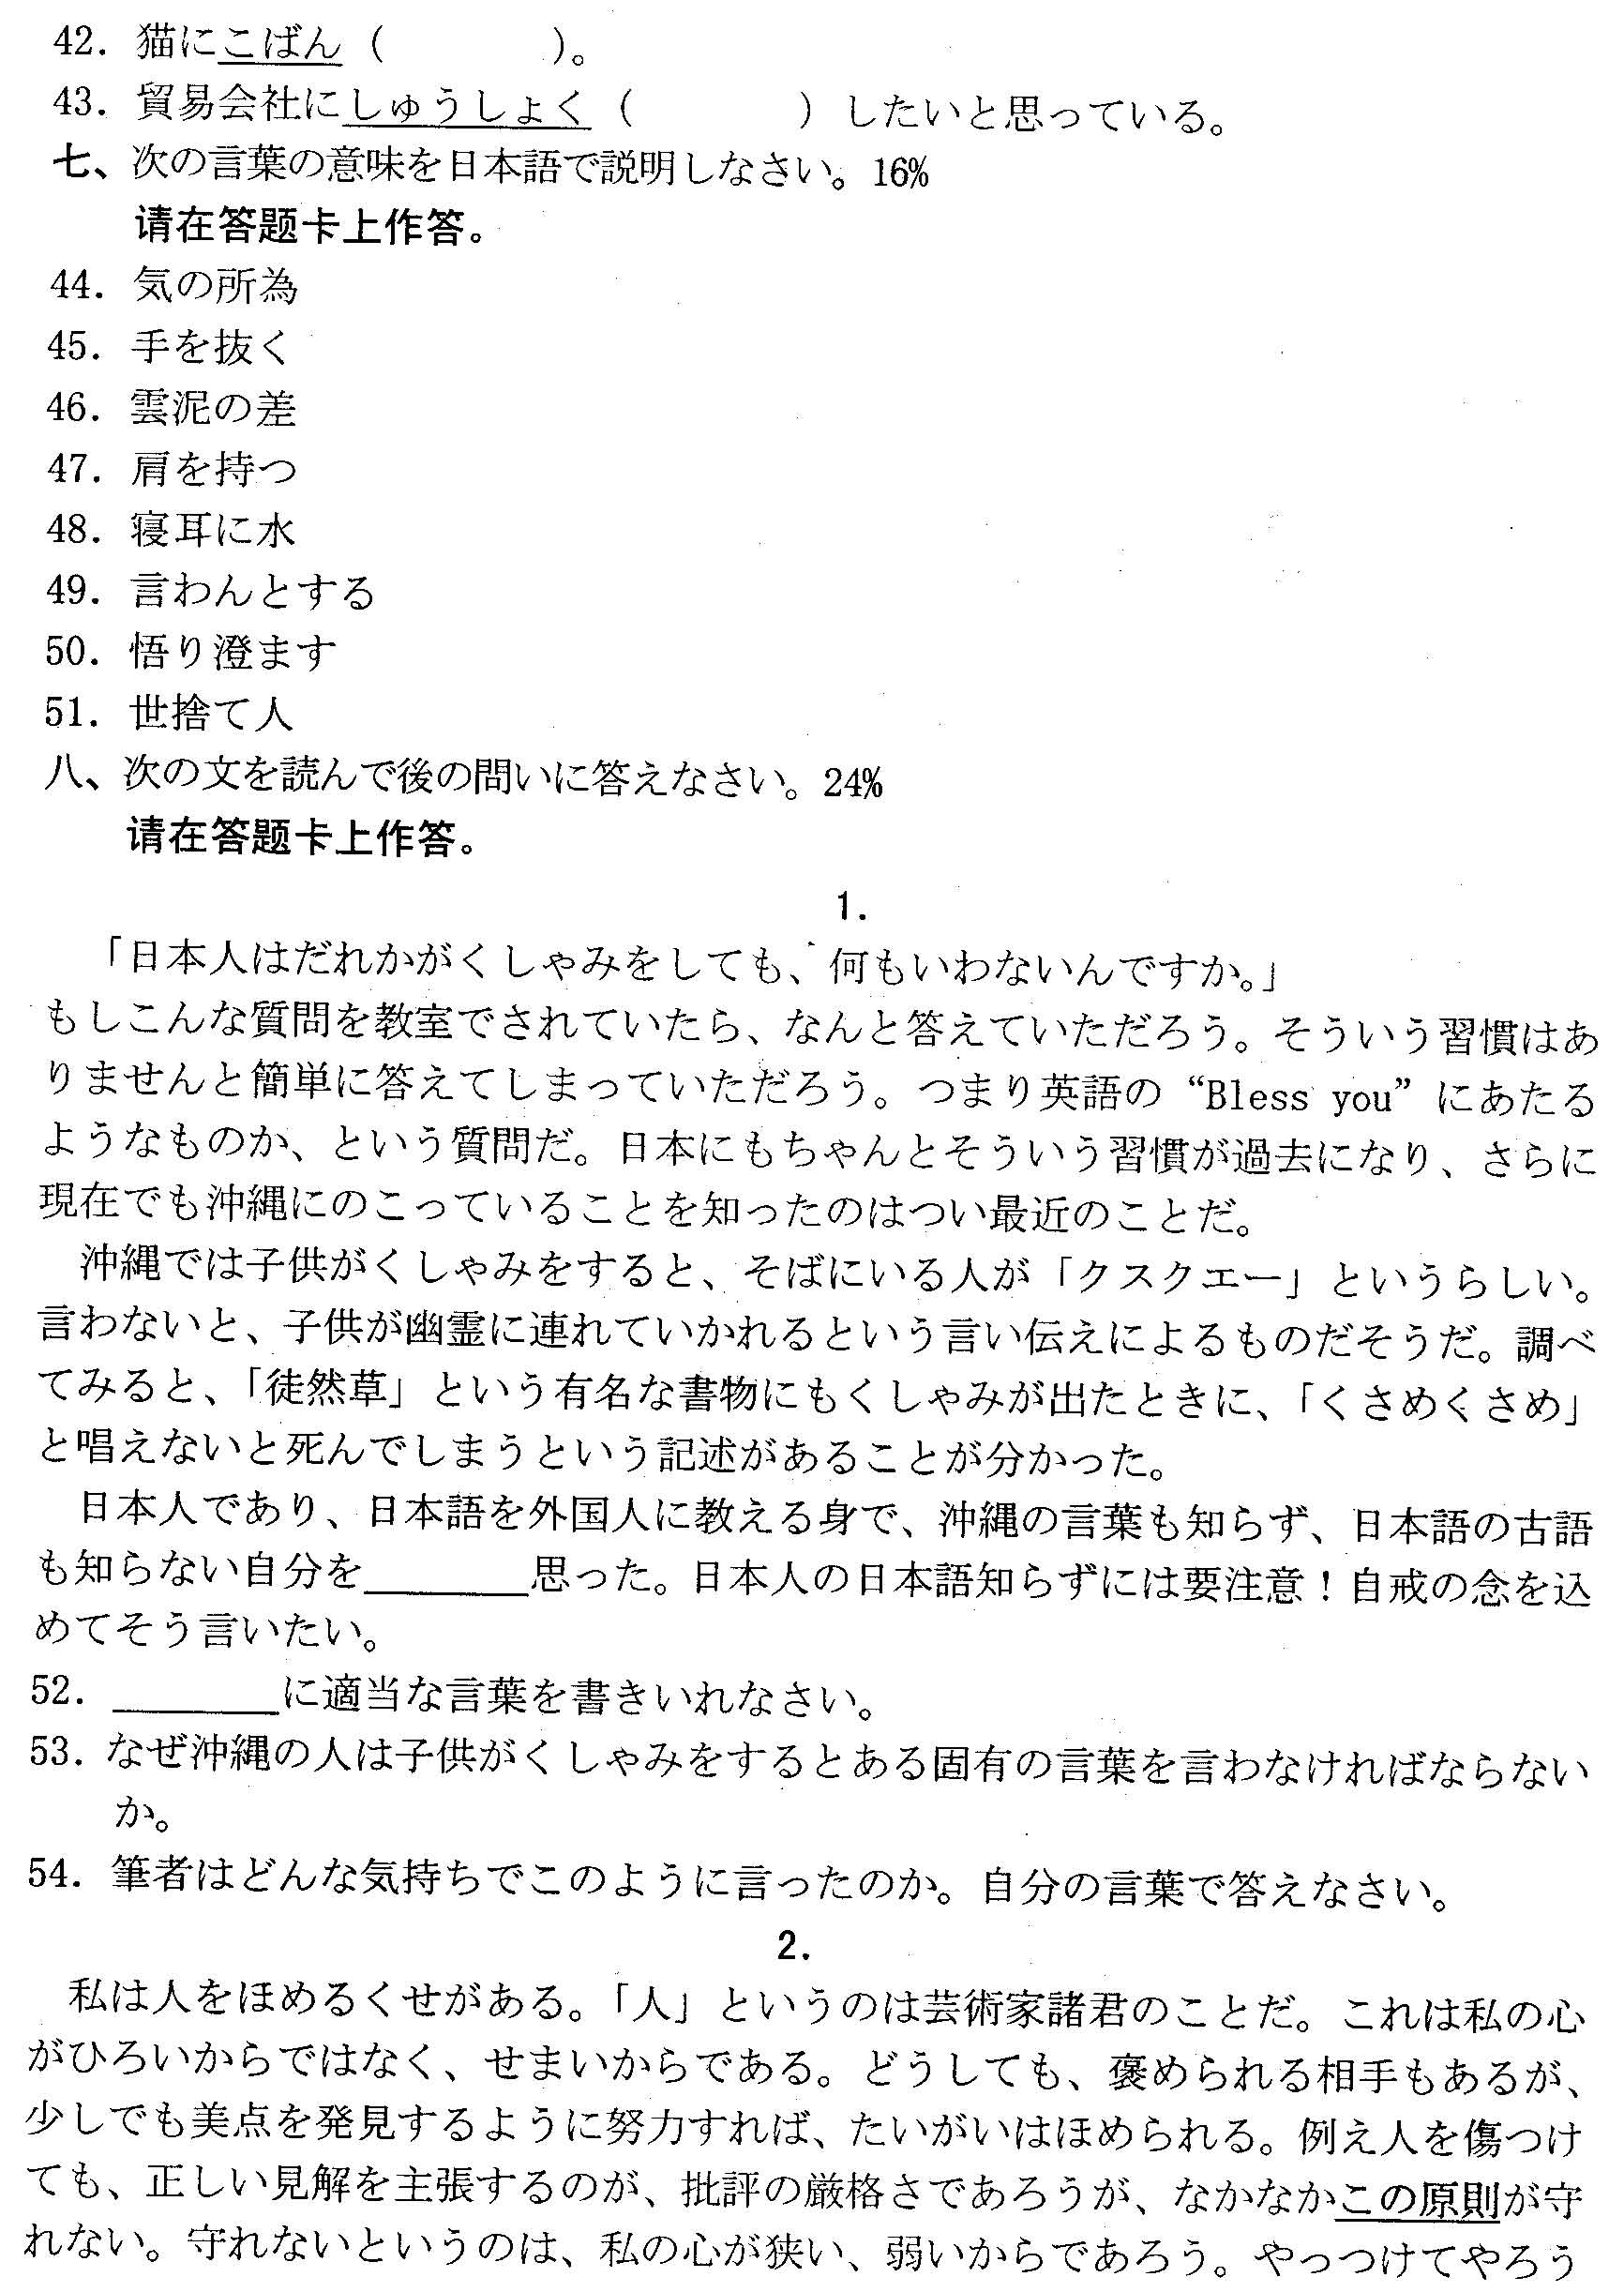 42. 猫にこばん（　　　　）。
43. 貿易会社にしゅうしょく（　　　　）したいと思っている。
七、次の言葉の意味を日本語で説明しなさい。16%
请在答题卡上作答。
44. 気の所為
45. 手を抜く
46. 雲泥の差
47. 肩を持つ
48. 寝耳に水
49. 言わんとする
50. 悟り澄ます
51. 世捨て人
八、次の文を読んで後の問いに答えなさい。24%
请在答题卡上作答。
1.
「日本人はだれかがくしゃみをしても、何もいわないんですか。」
もしこんな質問を教室でされていたら、なんと答えていただろう。そういう習慣はあ
りませんと簡単に答えてしまっていただろう。つまり英語の“Bless you”にあたる
ようなものか、という質問だ。日本にもちゃんとそういう習慣が過去になり、さらに
現在でも沖縄にのこっていることを知ったのはつい最近のことだ。
沖縄では子供がくしゃみをすると、そばにいる人が「クスクエー」というらしい。
言わないと、子供が幽霊に連れていかれるという言い伝えによるものだそうだ。調べ
てみると、「徒然草」という有名な書物にもくしゃみが出たときに、「くさめくさめ」
と唱えないと死んでしまうという記述があることが分かった。
日本人であり、日本語を外国人に教える身で、沖縄の言葉も知らず、日本語の古語
も知らない自分を________思った。日本人の日本語知らずには要注意！自戒の念を込
めてそう言いたい。
52. ________に適当な言葉を書きいれなさい。
53. なぜ沖縄の人は子供がくしゃみをするとある固有の言葉を言わなければならない
か。
54. 筆者はどんな気持ちでこのように言ったのか。自分の言葉で答えなさい。
2.
私は人をほめるくせがある。「人」というのは芸術家諸君のことだ。これは私の心
がひろいからではなく、せまいからである。どうしても、褒められる相手もあるが、
少しでも美点を発見するように努力すれば、たいがいはほめられる。例え人を傷つけ
ても、正しい見解を主張するのが、批評の厳格さであろうが、なかなかこの原則が守
れない。守れないというのは、私の心が狭い、弱いからであろう。やっつけてやろう